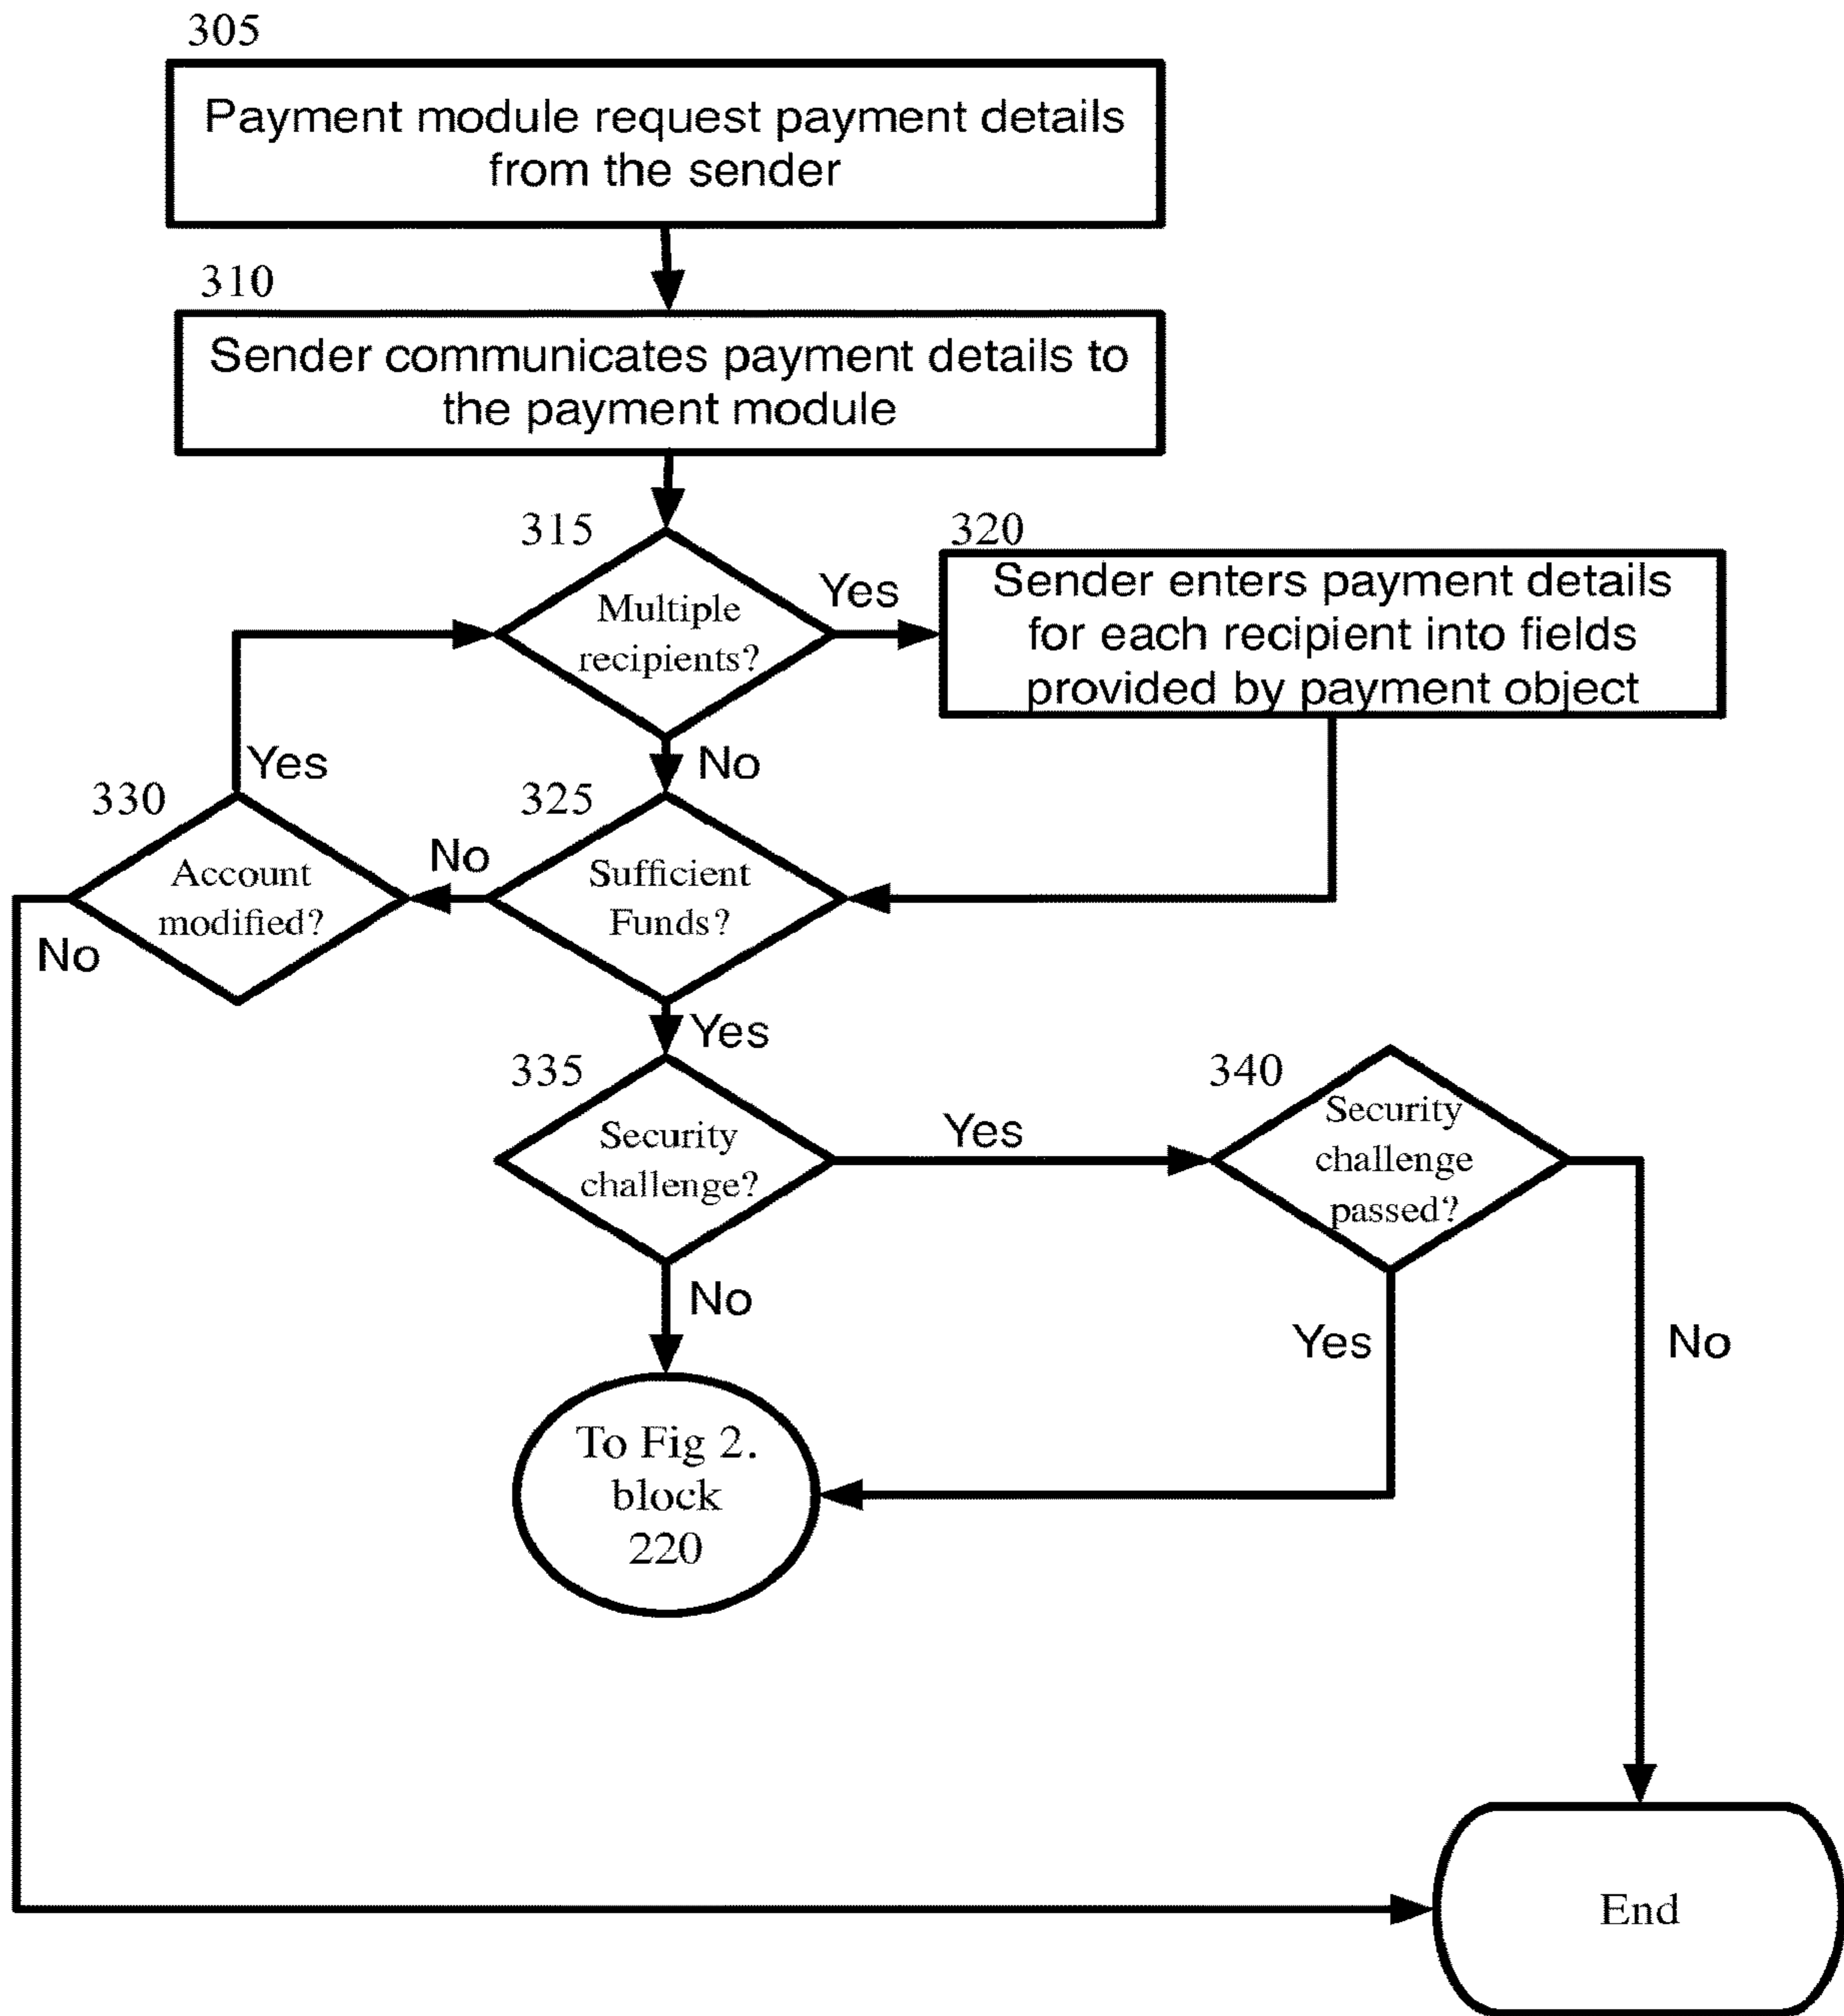 305
Payment module request payment details
from the sender
310
Sender communicates payment details to
the payment module
315
Multiple
recipients?
Yes
320
Sender enters payment details
for each recipient into fields
provided by payment object
No
Yes
330
Account
modified?
No
No
325
Sufficient
Funds?
Yes
335
Security
challenge?
Yes
340
Security
challenge
passed?
No
Yes
No
To Fig 2.
block
220
End